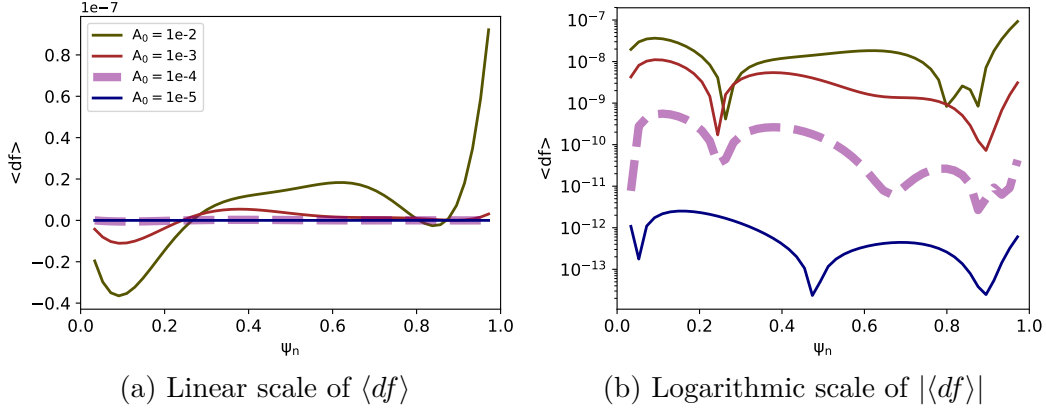 1e-7
A₀ = 1e-2
A₀ = 1e-3
A₀ = 1e-4
A₀ = 1e-5
0.8
0.6
0.4
0.2
0.0
−0.2
−0.4
<df>
0.0 0.2 0.4 0.6 0.8 1.0
ψₙ
(a) Linear scale of ⟨df⟩
10⁻⁷
10⁻⁸
10⁻⁹
10⁻¹⁰
10⁻¹¹
10⁻¹²
10⁻¹³
<df>
0.0 0.2 0.4 0.6 0.8 1.0
ψₙ
(b) Logarithmic scale of |⟨df⟩|